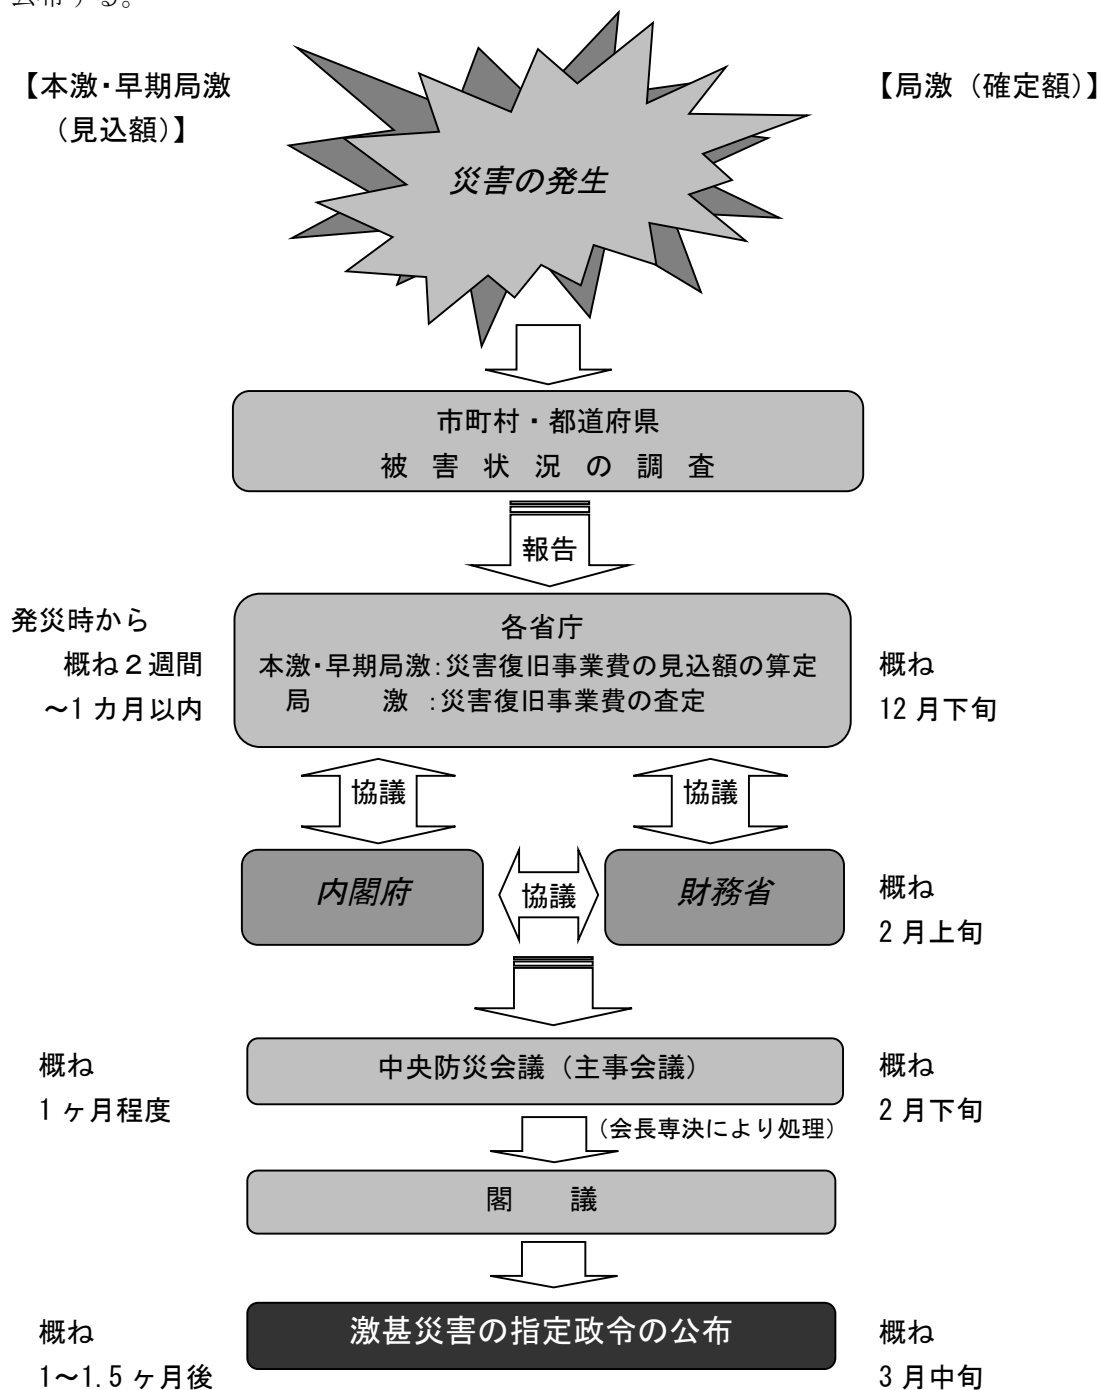 公布する。
【本激・早期局激
（見込額）】
【局激（確定額）】
災害の発生
市町村・都道府県
被害状況の調査
報告
発災時から
概ね２週間
～1カ月以内
各省庁
本激・早期局激：災害復旧事業費の見込額の算定
局　　激：災害復旧事業費の査定
概ね
12月下旬
協議
協議
内閣府
協議
財務省
概ね
2月上旬
概ね
1ヶ月程度
中央防災会議（主事会議）
概ね
2月下旬
（会長専決により処理）
閣　議
概ね
1～1.5ヶ月後
激甚災害の指定政令の公布
概ね
3月中旬